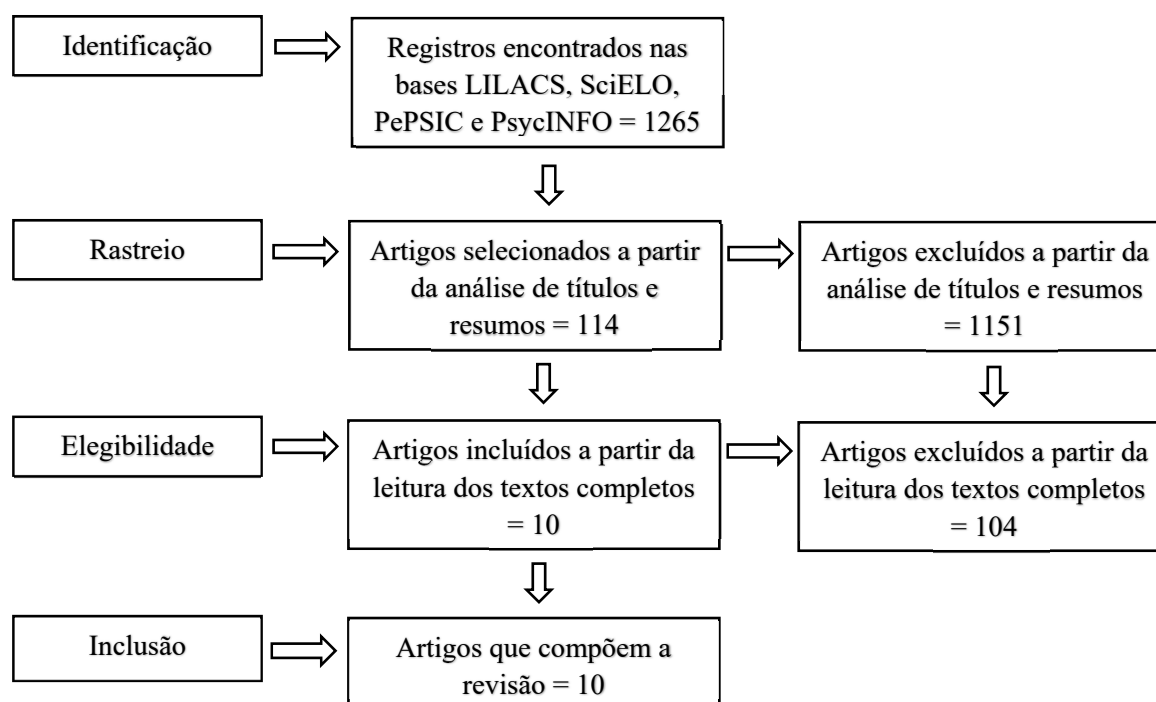 Identificação
Registros encontrados nas
bases LILACS, SciELO,
PePSIC e PsycINFO = 1265
Rastreio
Artigos selecionados a partir
da análise de títulos e
resumos = 114
Artigos excluídos a partir da
análise de títulos e resumos
= 1151
Elegibilidade
Artigos incluídos a partir da
leitura dos textos completos
= 10
Artigos excluídos a partir da
leitura dos textos completos
= 104
Inclusão
Artigos que compõem a
revisão = 10